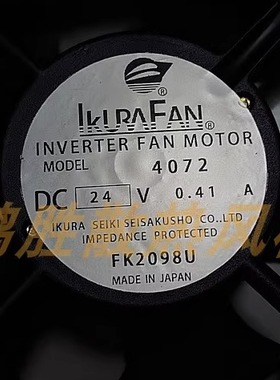 ®
IKURAFAN®
INVERTER FAN MOTOR
MODEL 4072
DC 24 V 0.41 A
IKURA SEIKI SEISAKUSHO CO.,LTD
IMPEDANCE PROTECTED
FK2098U
MADE IN JAPAN